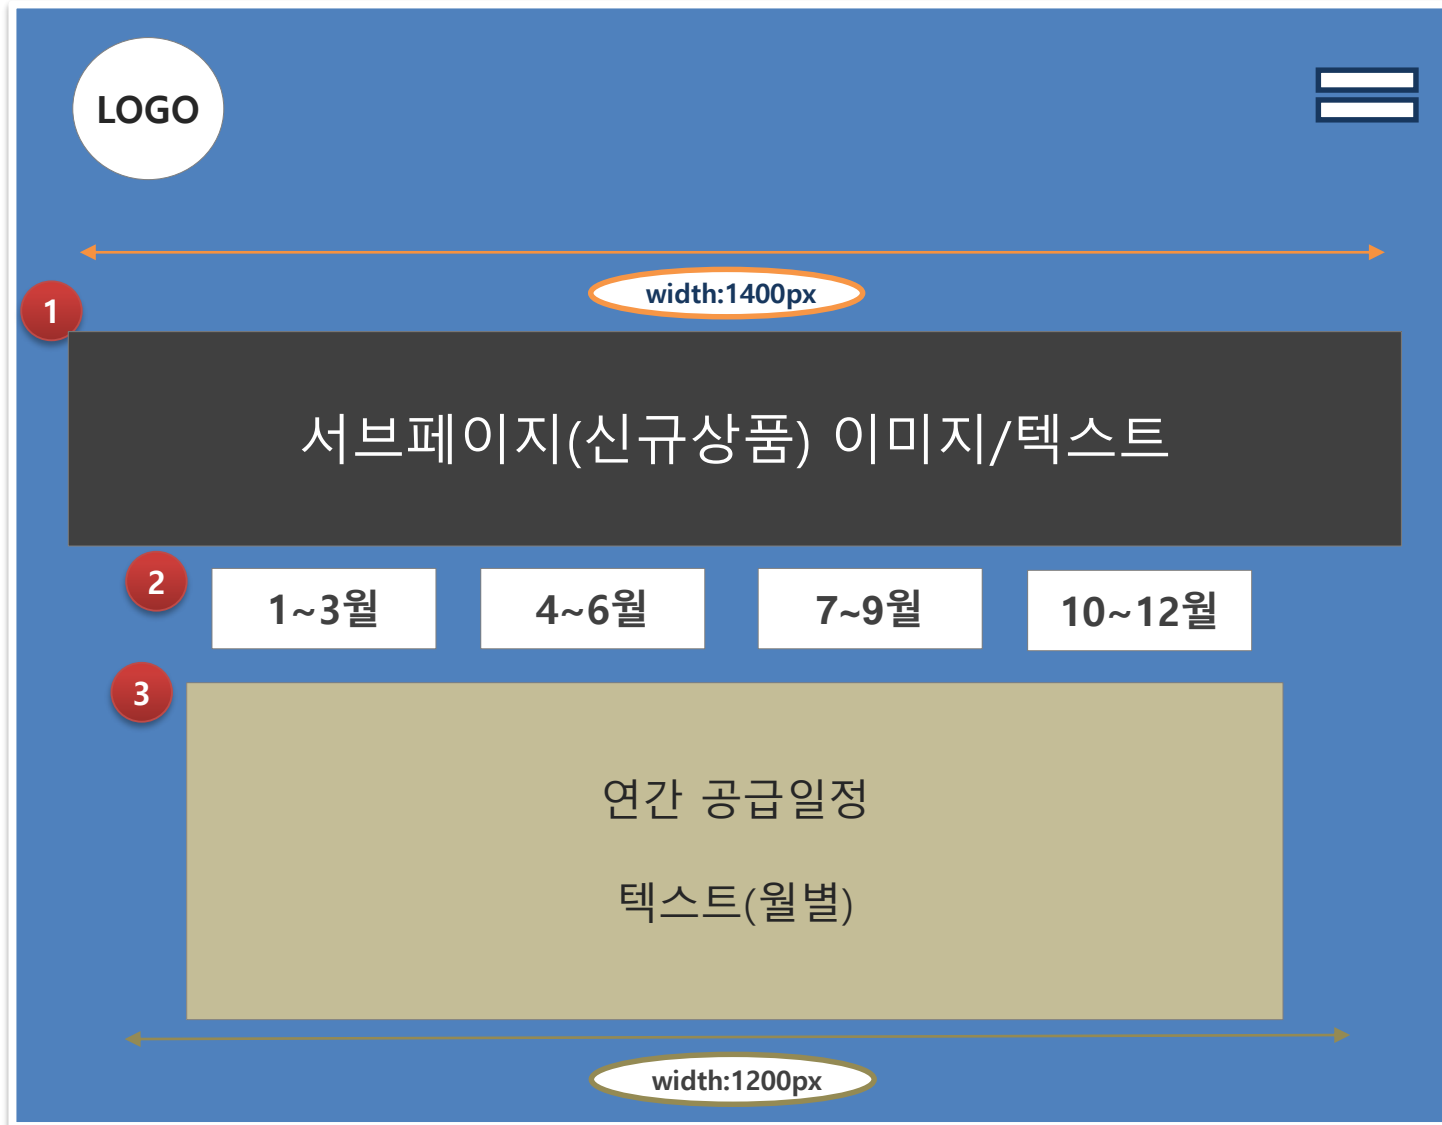 LOGO
width:1400px
1
서브페이지(신규상품) 이미지/텍스트
2
1~3월
4~6월
7~9월
10~12월
3
연간 공급일정
텍스트(월별)
width:1200px